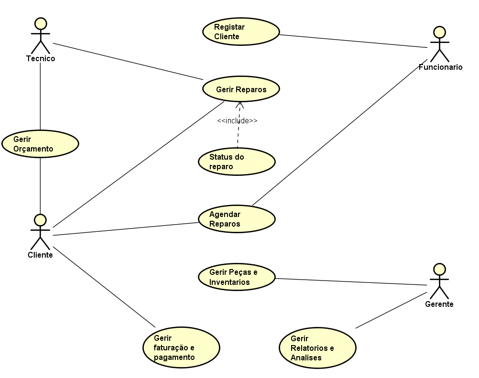 Registar
Cliente
Tecnico
Funcionario
Gerir Reparos
<<include>>
Gerir
Orçamento
Status do
reparo
Agendar
Reparos
Cliente
Gerir Peças e
Inventarios
Gerente
Gerir
faturação e
pagamento
Gerir
Relatorios e
Analises